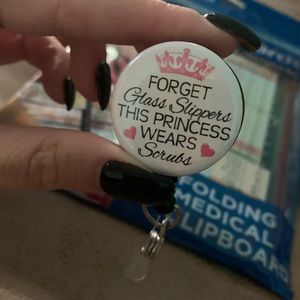 FORGET
Glass Slippers
THIS PRINCESS
WEARS
Scrubs
FOLDING
MEDICAL
CLIPBOARD